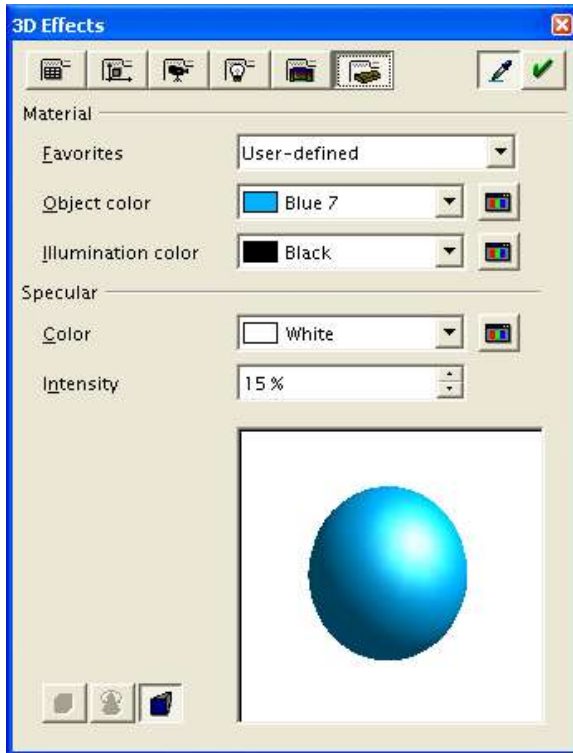 3D Effects
Material
Favorites User-defined
Object color Blue 7
Illumination color Black
Specular
Color White
Intensity 15 %